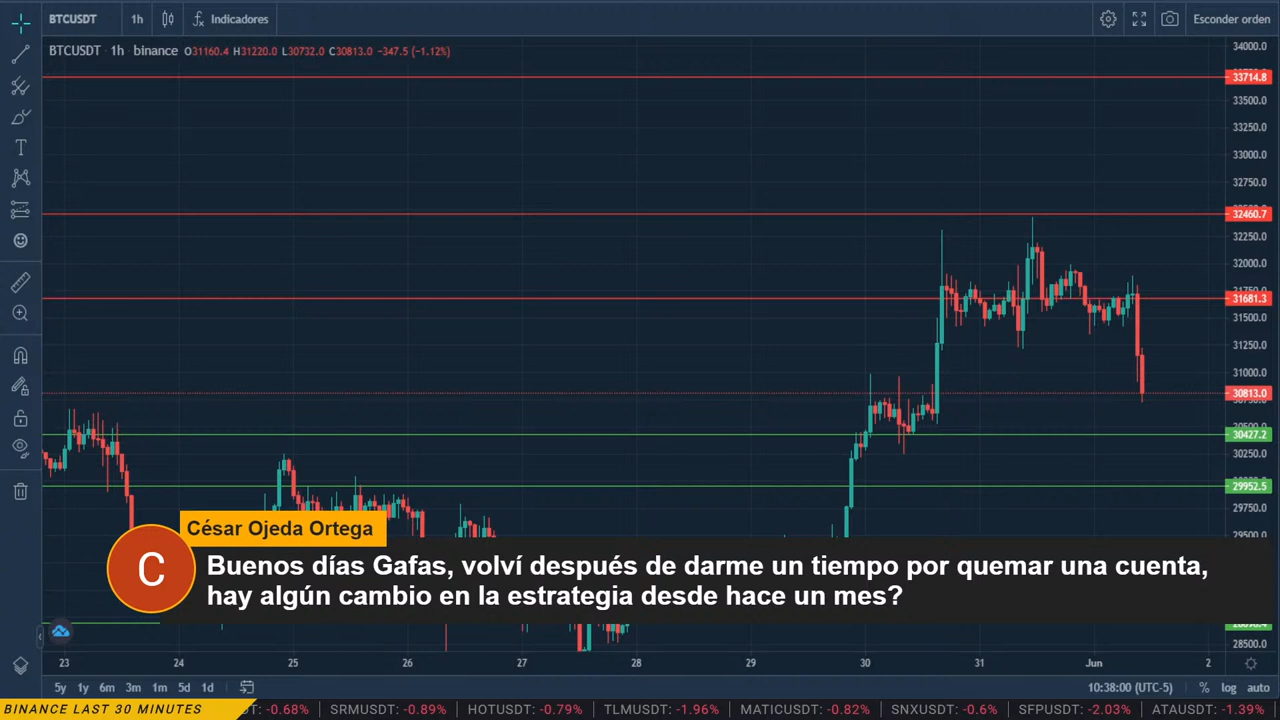 BTCUSDT 1h Indicadores Esconder orden
BTCUSDT 1h binance O31160.4 H31220.0 L30732.0 C30813.0 -347.5 (-1.12%)
34000.0
33714.8
33500.0
33250.0
33000.0
32750.0
32460.7
32250.0
32000.0
31681.3
31500.0
31250.0
31000.0
30813.0
30427.2
30250.0
29952.5
29750.0
29500.0
César Ojeda Ortega
C
Buenos días Gafas, volví después de darme un tiempo por quemar una cuenta,
hay algún cambio en la estrategia desde hace un mes?
28500.0
23 24 25 26 27 28 29 30 31 Jun 2
5y 1y 6m 3m 1m 5d 1d 10:38:00 (UTC-5) % log auto
BINANCE LAST 30 MINUTES T: -0.68% SRMUSDT: -0.89% HOTUSDT: -0.79% TLMUSDT: -1.96% MATICUSDT: -0.82% SNXUSDT: -0.6% SFPUSDT: -2.03% ATAUSDT: -1.39%